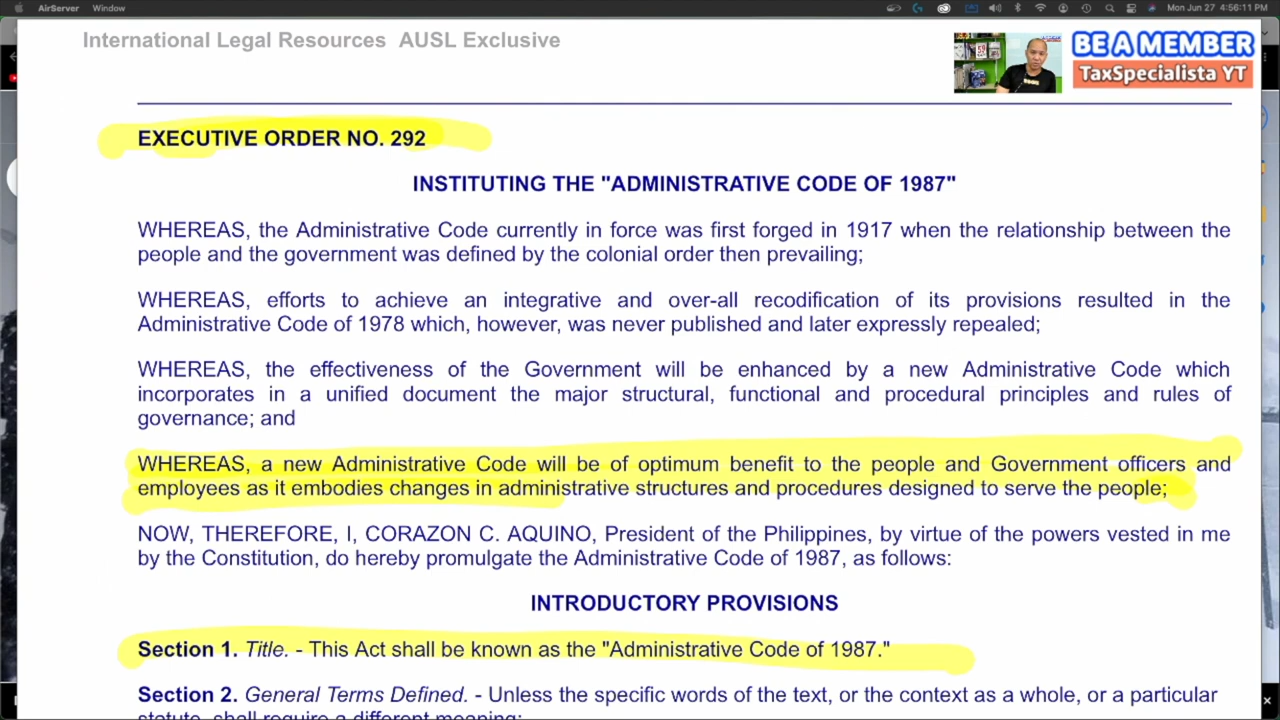 AirServer Window Mon Jun 27 4:56:11 PM
International Legal Resources AUSL Exclusive
BE A MEMBER
TaxSpecialista YT
EXECUTIVE ORDER NO. 292
INSTITUTING THE "ADMINISTRATIVE CODE OF 1987"
WHEREAS, the Administrative Code currently in force was first forged in 1917 when the relationship between the
people and the government was defined by the colonial order then prevailing;
WHEREAS, efforts to achieve an integrative and over-all recodification of its provisions resulted in the
Administrative Code of 1978 which, however, was never published and later expressly repealed;
WHEREAS, the effectiveness of the Government will be enhanced by a new Administrative Code which
incorporates in a unified document the major structural, functional and procedural principles and rules of
governance; and
WHEREAS, a new Administrative Code will be of optimum benefit to the people and Government officers and
employees as it embodies changes in administrative structures and procedures designed to serve the people;
NOW, THEREFORE, I, CORAZON C. AQUINO, President of the Philippines, by virtue of the powers vested in me
by the Constitution, do hereby promulgate the Administrative Code of 1987, as follows:
INTRODUCTORY PROVISIONS
Section 1. Title. - This Act shall be known as the "Administrative Code of 1987."
Section 2. General Terms Defined. - Unless the specific words of the text, or the context as a whole, or a particular
statute, shall require a different meaning: